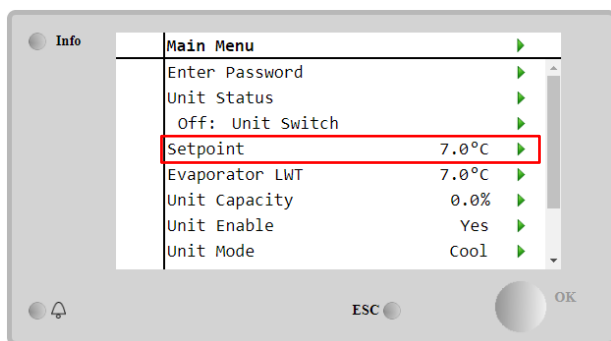 Info
Main Menu
Enter Password
Unit Status
Off: Unit Switch
Setpoint 7.0°C
Evaporator LWT 7.0°C
Unit Capacity 0.0%
Unit Enable Yes
Unit Mode Cool
ESC
OK